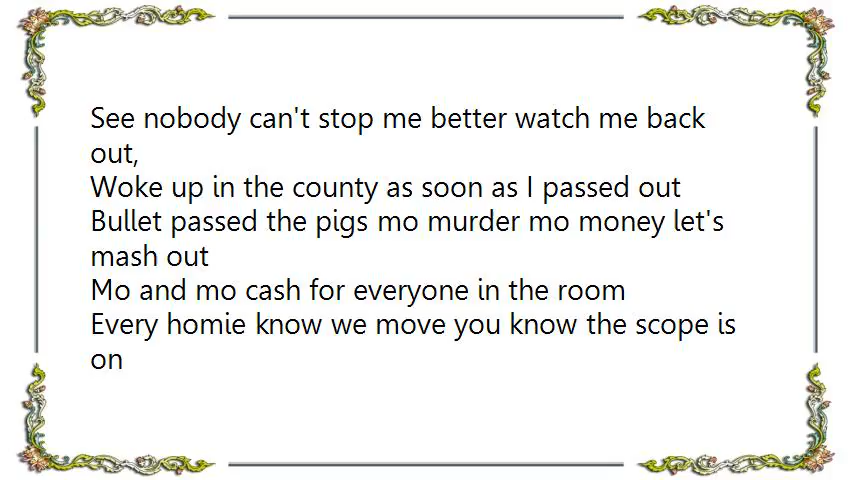 See nobody can't stop me better watch me back
out,
Woke up in the county as soon as I passed out
Bullet passed the pigs mo murder mo money let's
mash out
Mo and mo cash for everyone in the room
Every homie know we move you know the scope is
on